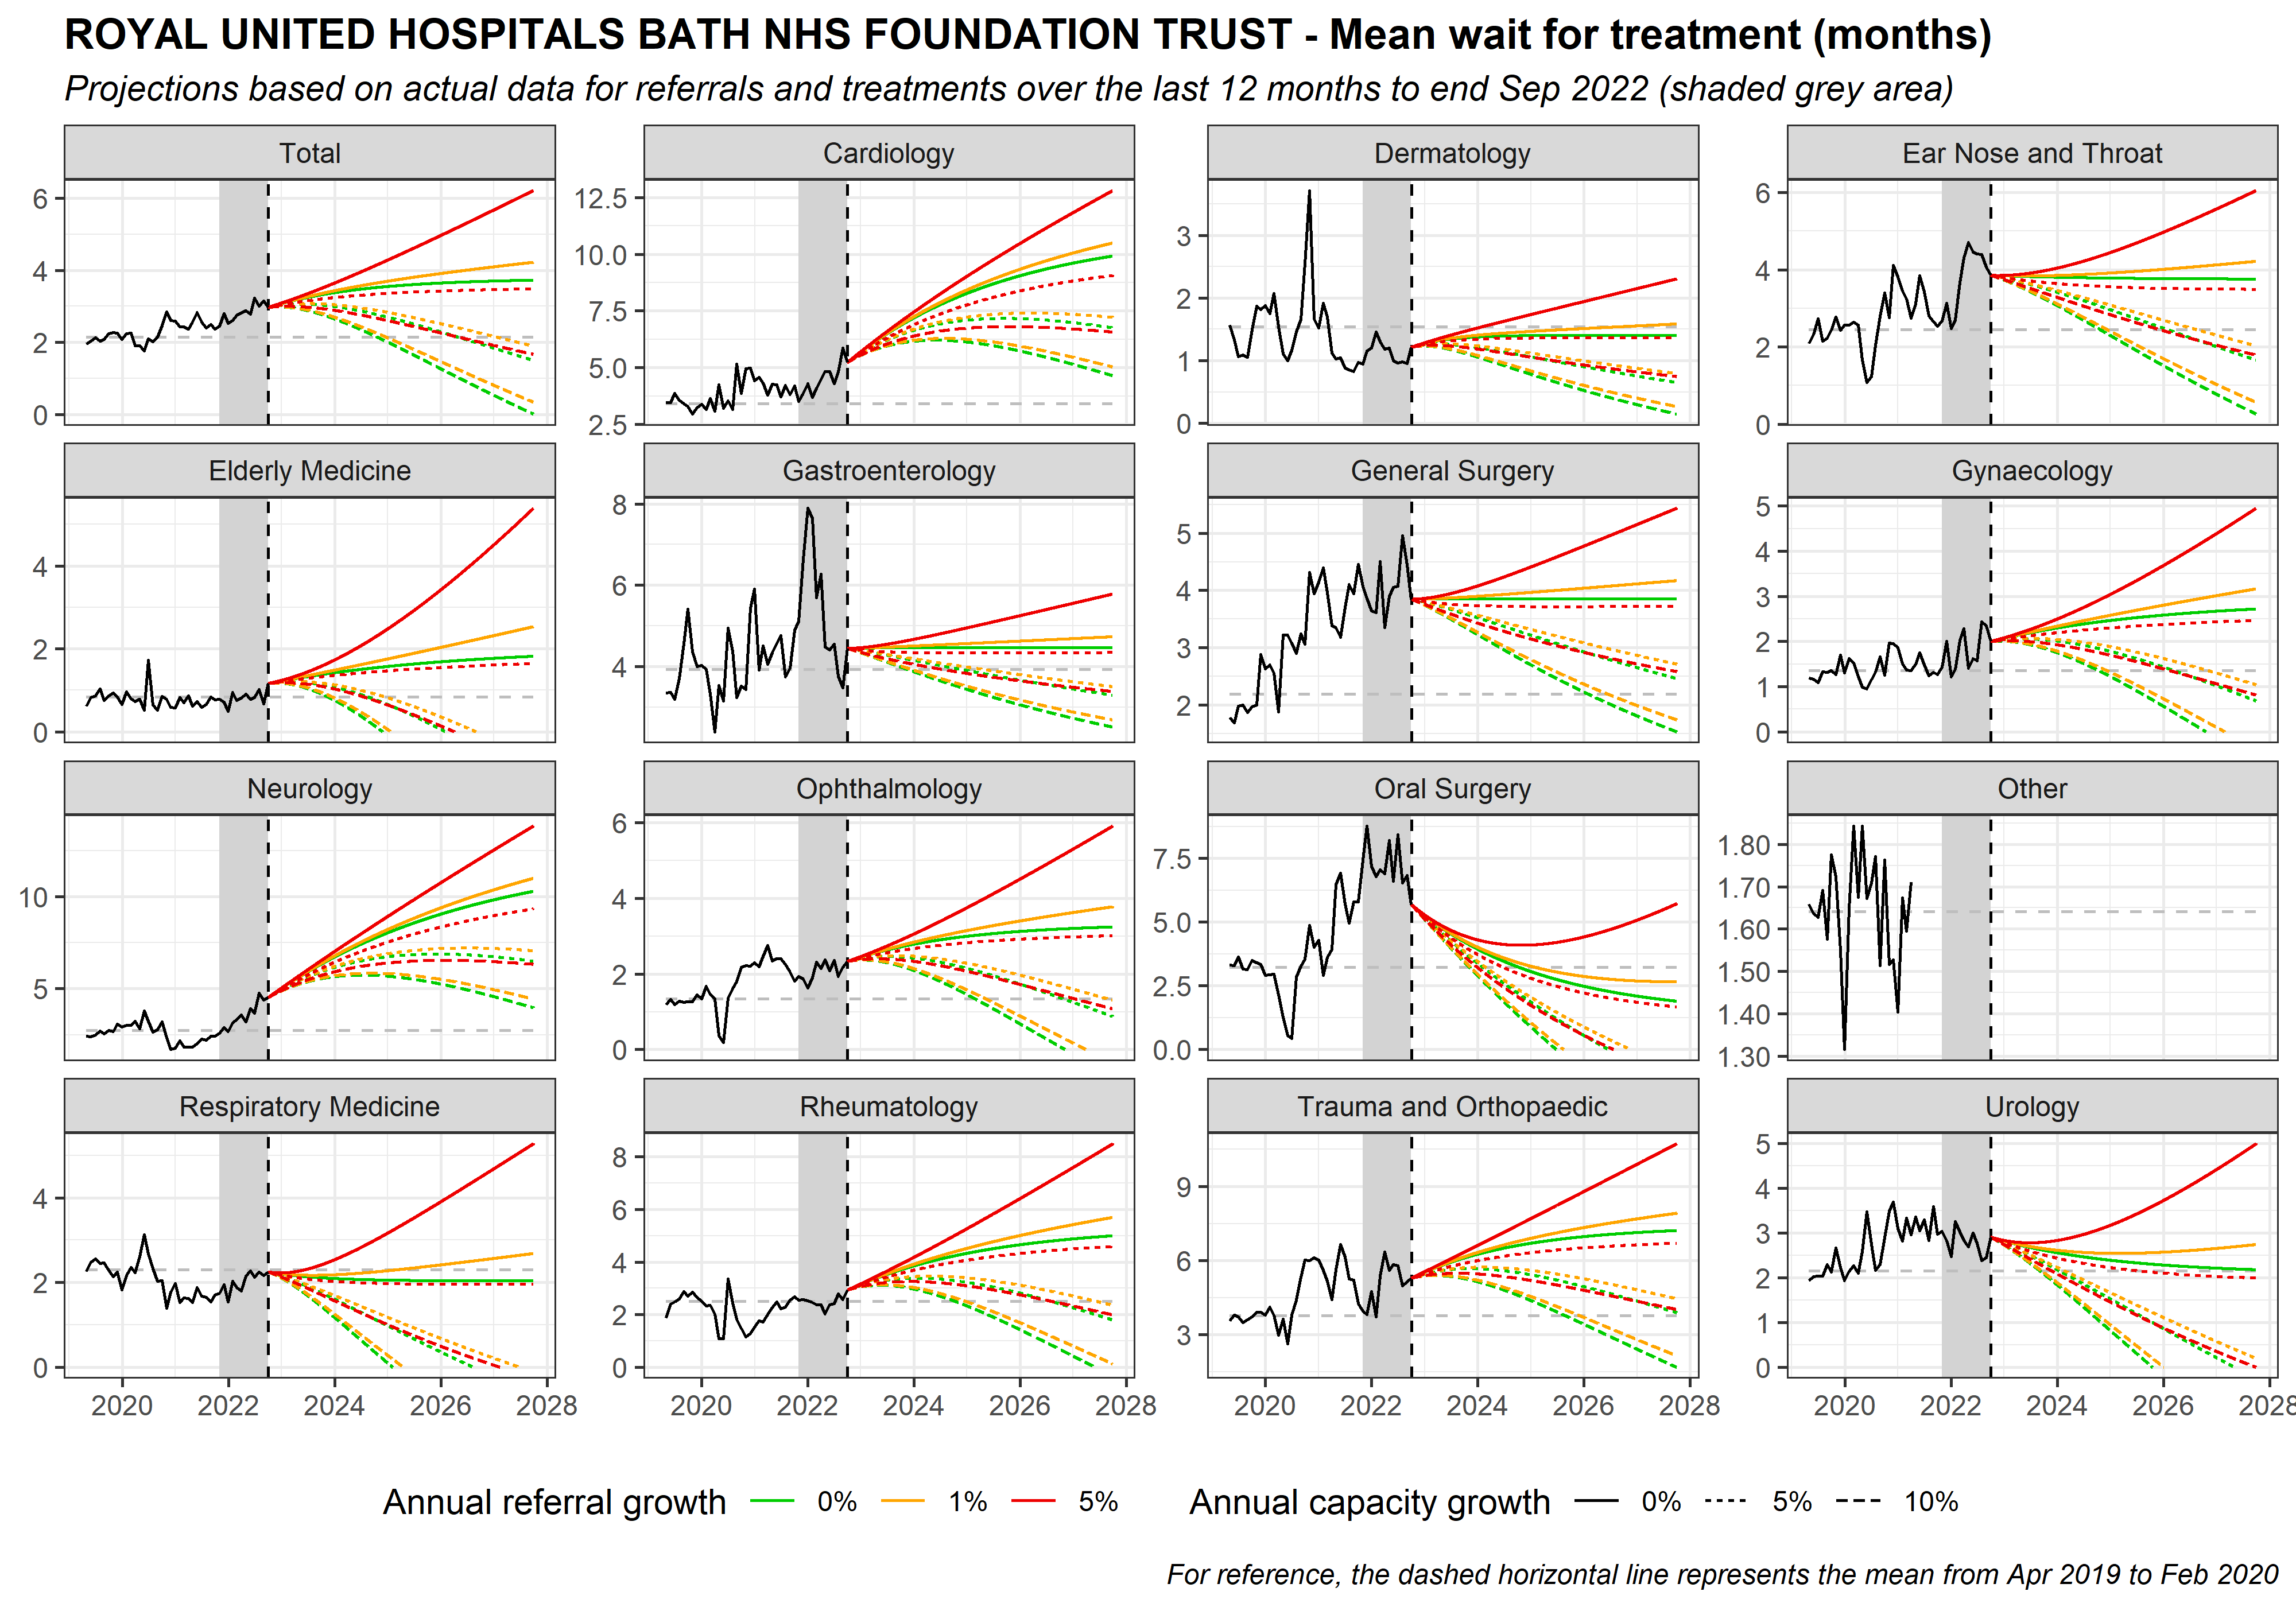 ROYAL UNITED HOSPITALS BATH NHS FOUNDATION TRUST - Mean wait for treatment (months)
Projections based on actual data for referrals and treatments over the last 12 months to end Sep 2022 (shaded grey area)
Total Cardiology Dermatology Ear Nose and Throat
6 12.5 3 6
4 10.0 2 4
2 7.5 1 2
0 5.0 0 0
2.5
Elderly Medicine Gastroenterology General Surgery Gynaecology
4 8 5 5
2 6 4 4
0 4 3 3
2 2
1
0
Neurology Ophthalmology Oral Surgery Other
10 6 7.5 1.80
5 4 5.0 1.70
2 2.5 1.60
0 0.0 1.50
1.40
1.30
Respiratory Medicine Rheumatology Trauma and Orthopaedic Urology
4 8 9 5
2 6 6 4
0 4 3 3
2 2
0 1
0
2020 2022 2024 2026 2028 2020 2022 2024 2026 2028 2020 2022 2024 2026 2028 2020 2022 2024 2026 2028
Annual referral growth 0% 1% 5% Annual capacity growth 0% 5% 10%
For reference, the dashed horizontal line represents the mean from Apr 2019 to Feb 2020